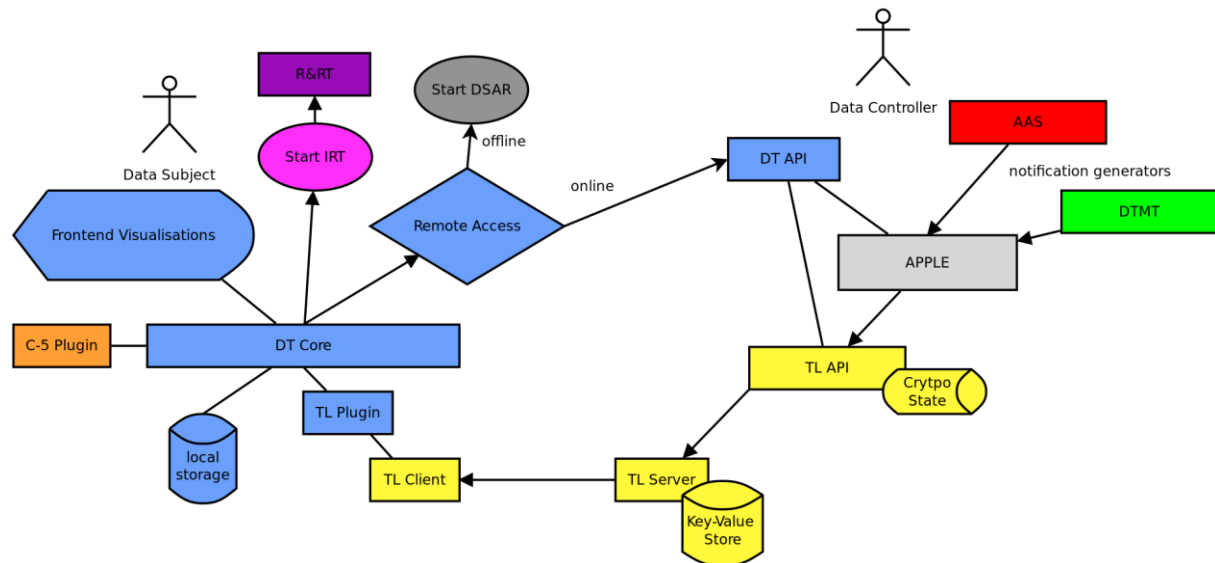 R&RT
Start DSAR
Data Controller
AAS
offline
Start IRT
DT API
notification generators
Data Subject
online
DTMT
Frontend Visualisations
Remote Access
APPLE
C-5 Plugin
DT Core
TL API
Crytpo
State
TL Plugin
local
storage
TL Client
TL Server
Key-Value
Store